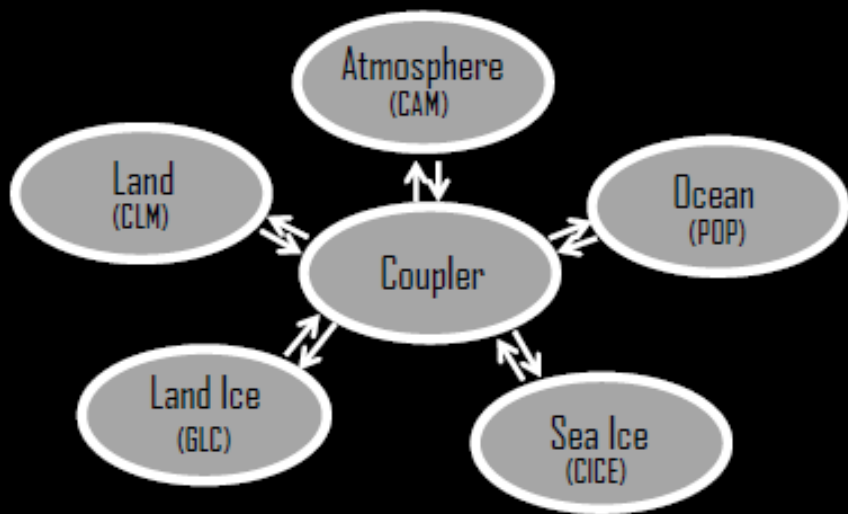 Atmosphere
(CAM)
Land
(CLM)
Ocean
(POP)
Coupler
Land Ice
(GLC)
Sea Ice
(CICE)